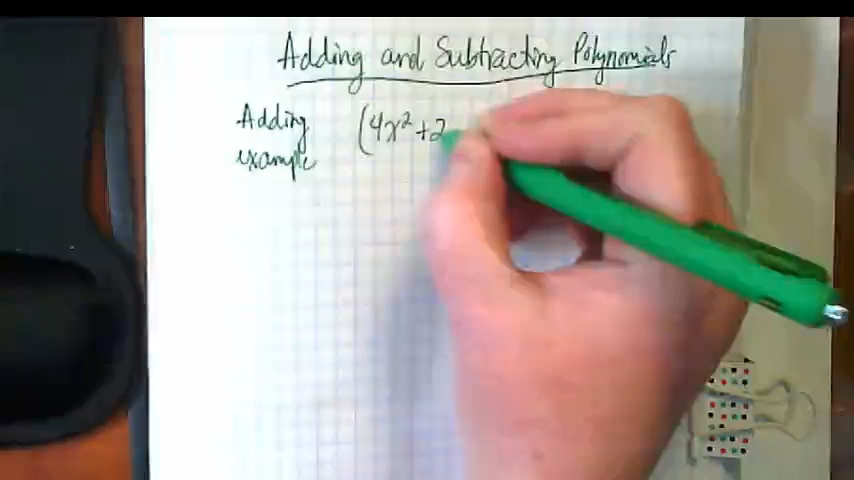 Adding and Subtracting Polynomials
Adding (4x² + 2
example